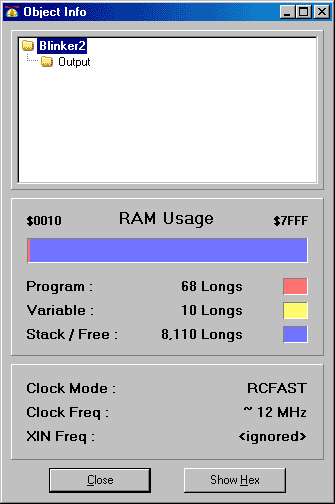 Object Info
Blinker2
Output
$0010 RAM Usage $7FFF
Program : 68 Longs
Variable : 10 Longs
Stack / Free : 8,110 Longs
Clock Mode : RCFAST
Clock Freq : ~ 12 MHz
XIN Freq : <ignored>
Close Show Hex